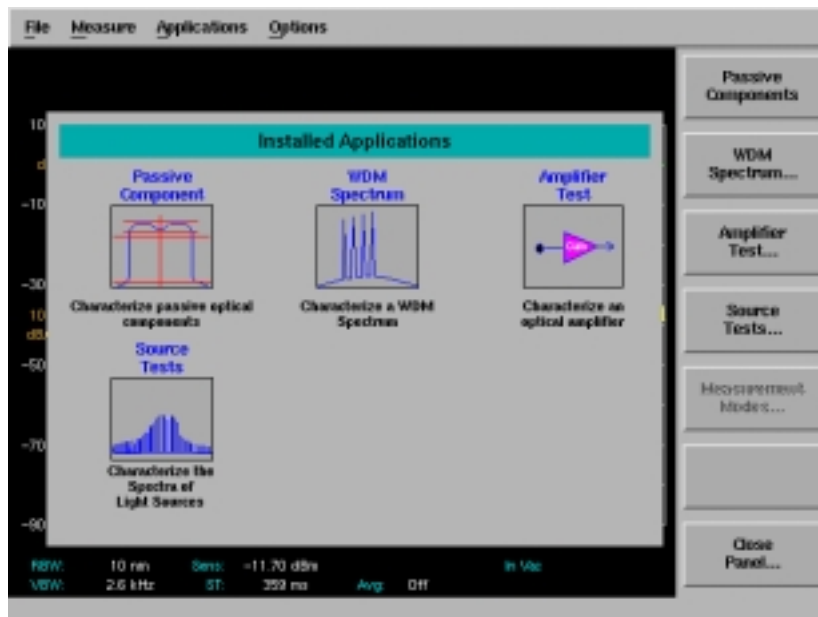 File Measure Applications Options
Passive
Components
WDM
Spectrum...
Amplifier
Test...
Source
Tests...
Measurement
Modes...
Close
Panel...
Installed Applications
Passive
Component
Characterize passive optical
components
WDM
Spectrum
Characterize a WDM
Spectrum
Amplifier
Test
Gain
Characterize an
optical amplifier
Source
Tests
Characterize the
Spectra of
Light Sources
10
-10
-30
10
-50
-70
-90
RBW: 10 nm Sens: -11.70 dBm In Vac
VBW: 2.6 kHz ST: 359 ms Avg: Off